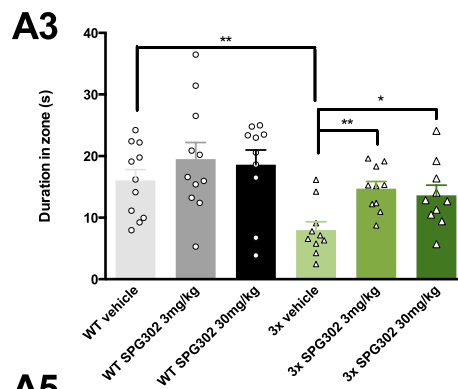 A3
Duration in zone (s)
40
30
20
10
0
**
*
**
WT vehicle
WT SPG302 3mg/kg
WT SPG302 30mg/kg
3x vehicle
3x SPG302 3mg/kg
3x SPG302 30mg/kg
A5